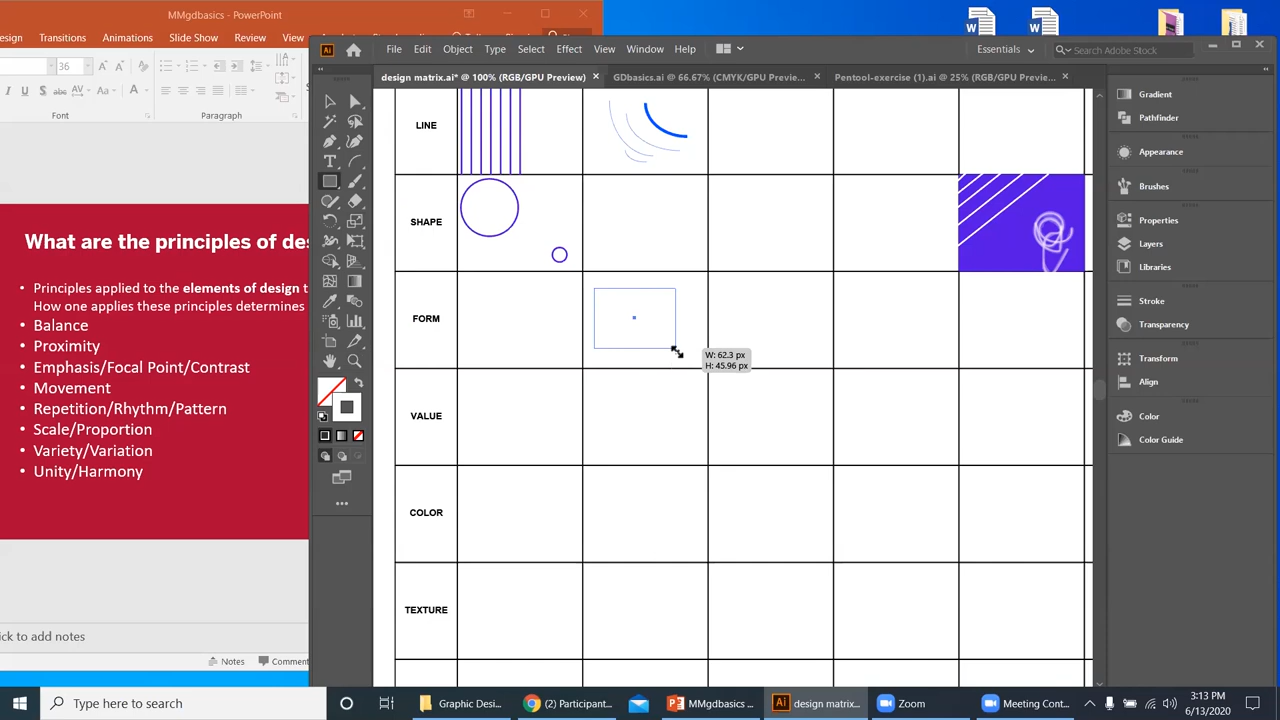 MMgdbasics - PowerPoint
Design Transitions Animations Slide Show Review View
36
Font
Paragraph
What are the principles of des
Principles applied to the elements of design t
How one applies these principles determines
• Balance
• Proximity
• Emphasis/Focal Point/Contrast
• Movement
• Repetition/Rhythm/Pattern
• Scale/Proportion
• Variety/Variation
• Unity/Harmony
ick to add notes
Notes
Comment
Ai
File Edit Object Type Select Effect View Window Help
Essentials
Search Adobe Stock
design matrix.ai* @ 100% (RGB/GPU Preview) ×
GDbasics.ai @ 66.67% (CMYK/GPU Previe... ×
Pentool-exercise (1).ai @ 25% (RGB/GPU Previe... ×
LINE
SHAPE
FORM
VALUE
COLOR
TEXTURE
W: 62.3 px
H: 45.96 px
Gradient
Pathfinder
Appearance
Brushes
Properties
Layers
Libraries
Stroke
Transparency
Transform
Align
Color
Color Guide
Type here to search
Graphic Desi...
(2) Participant...
MMgdbasics ...
design matrix...
Zoom
Meeting Cont...
3:13 PM
6/13/2020